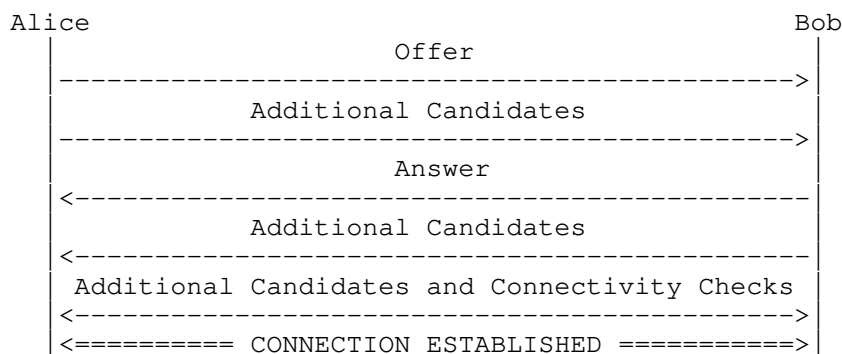 Alice Bob
Offer
Additional Candidates
Answer
Additional Candidates
Additional Candidates and Connectivity Checks
<========== CONNECTION ESTABLISHED ===========>